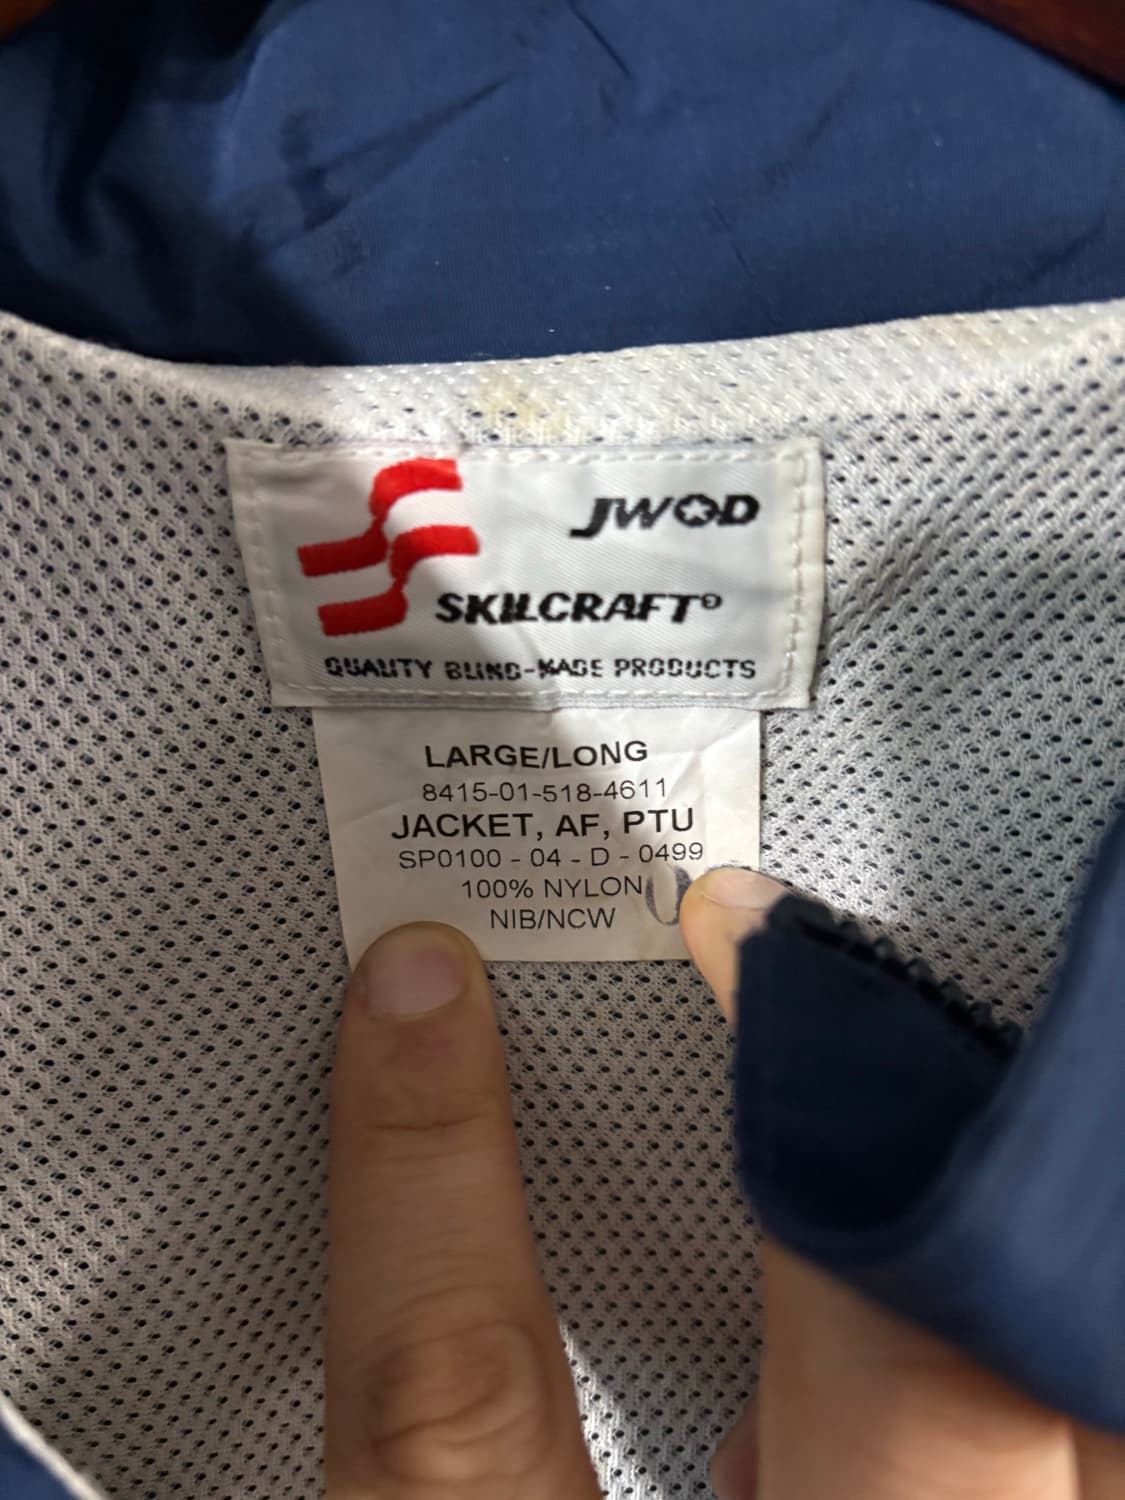 JWOD
SKILCRAFT®
QUALITY BLIND-MADE PRODUCTS
LARGE/LONG
8415-01-518-4611
JACKET, AF, PTU
SP0100 - 04 - D - 0499
100% NYLON
NIB/NCW